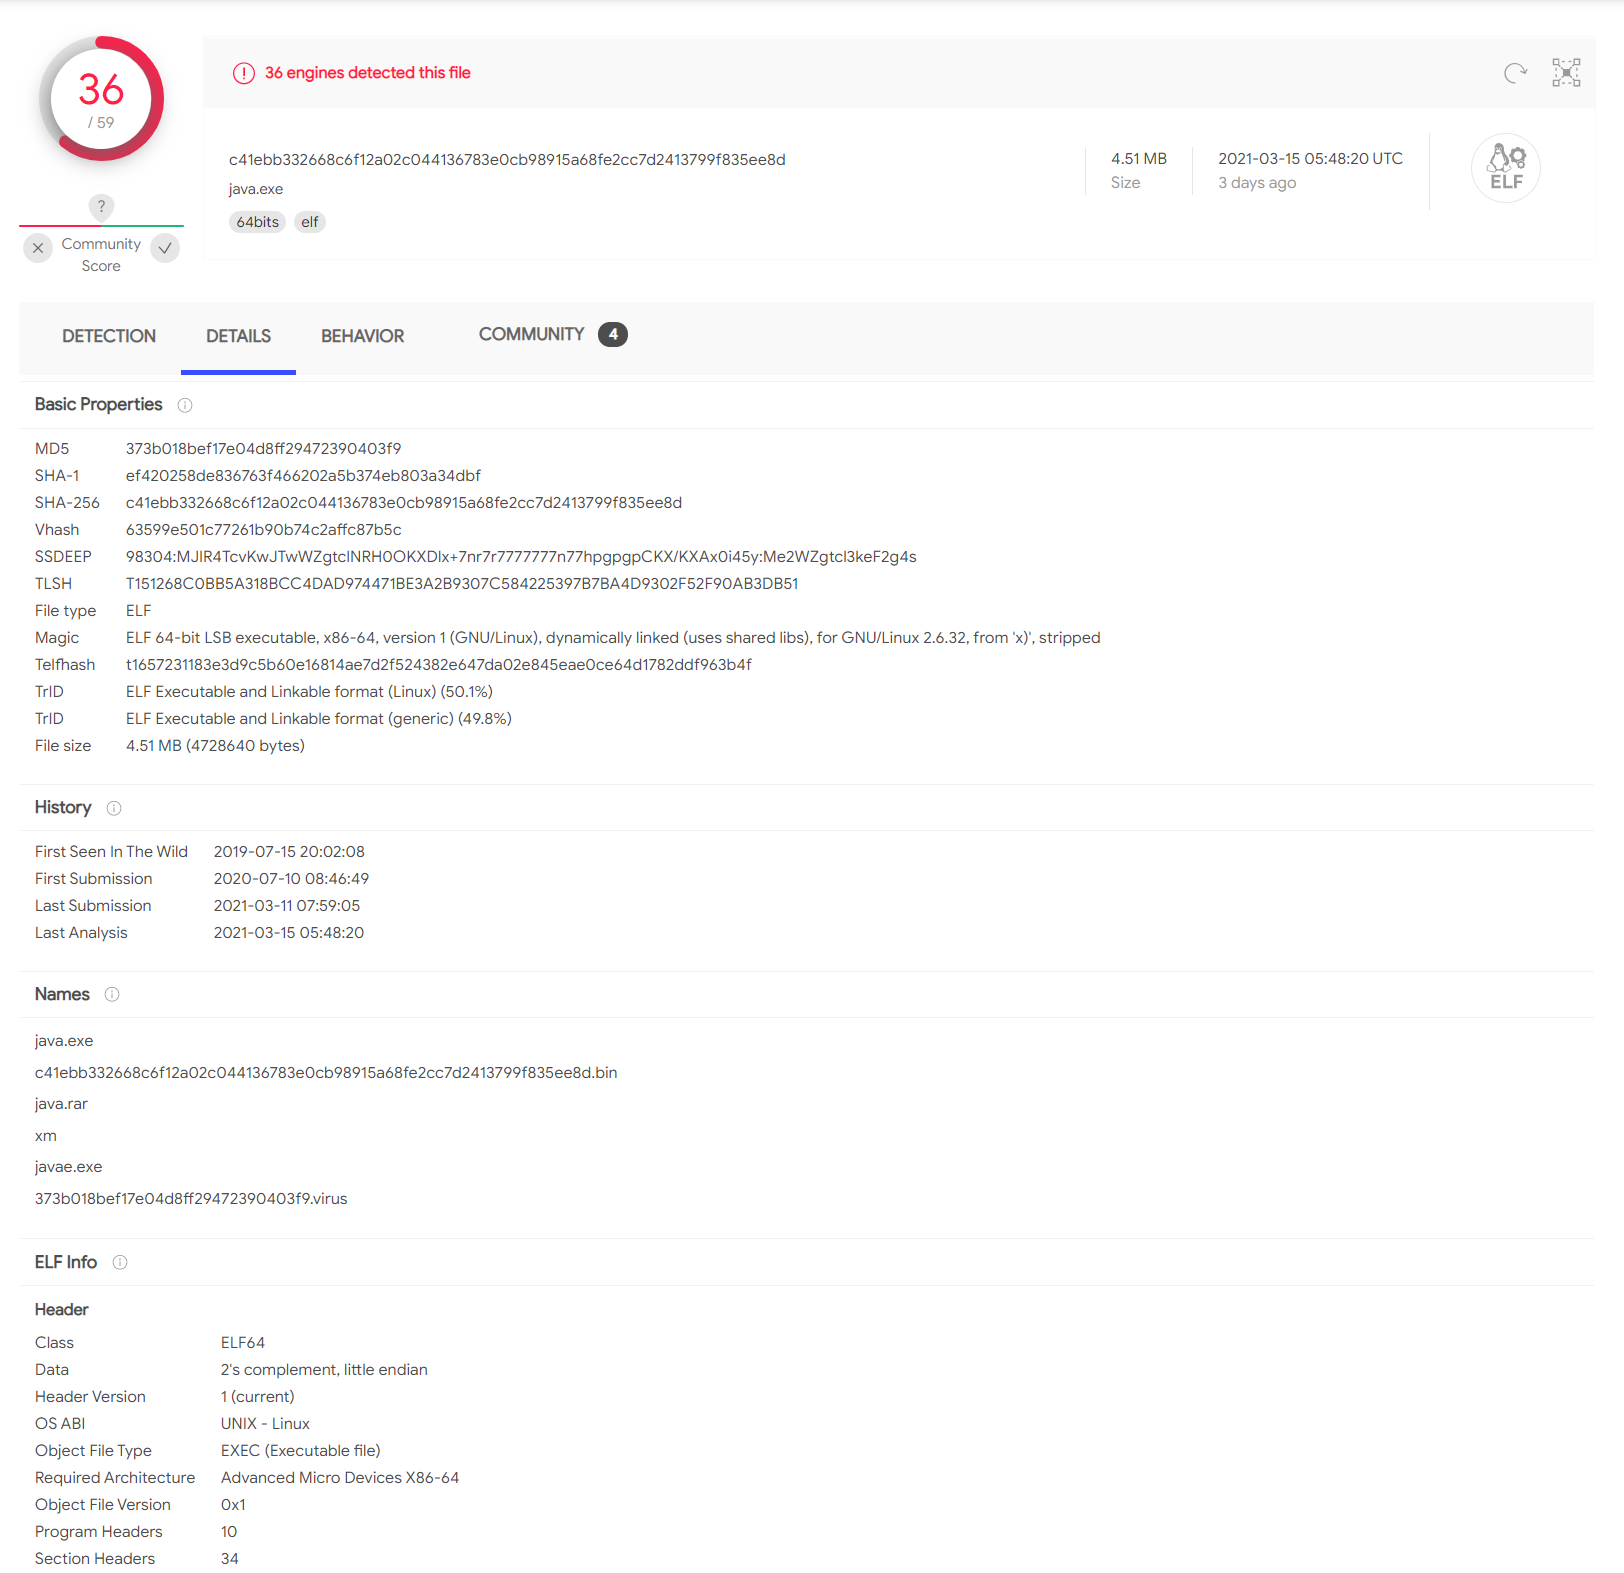 36
/ 59
36 engines detected this file
c41ebb332668c6f12a02c044136783e0cb98915a68fe2cc7d2413799f835ee8d
java.exe
64bits elf
4.51 MB
Size
2021-03-15 05:48:20 UTC
3 days ago
ELF
?
Community
Score
DETECTION DETAILS BEHAVIOR COMMUNITY 4
Basic Properties
MD5 373b018bef17e04d8ff29472390403f9
SHA-1 ef420258de836763f466202a5b374eb803a34dbf
SHA-256 c41ebb332668c6f12a02c044136783e0cb98915a68fe2cc7d2413799f835ee8d
Vhash 63599e501c77261b90b74c2affc87b5c
SSDEEP 98304:MJIR4TcvKwJTwWZgtclNRH0OKXDlx+7nr7r7777777n77hpgpgpCKX/KXAx0i45y:Me2WZgtcl3keF2g4s
TLSH T151268C0BB5A318BCC4DAD974471BE3A2B9307C584225397B7BA4D9302F52F90AB3DB51
File type ELF
Magic ELF 64-bit LSB executable, x86-64, version 1 (GNU/Linux), dynamically linked (uses shared libs), for GNU/Linux 2.6.32, from 'x)', stripped
Telfhash t1657231183e3d9c5b60e16814ae7d2f524382e647da02e845eae0ce64d1782ddf963b4f
TrID ELF Executable and Linkable format (Linux) (50.1%)
TrID ELF Executable and Linkable format (generic) (49.8%)
File size 4.51 MB (4728640 bytes)
History
First Seen In The Wild 2019-07-15 20:02:08
First Submission 2020-07-10 08:46:49
Last Submission 2021-03-11 07:59:05
Last Analysis 2021-03-15 05:48:20
Names
java.exe
c41ebb332668c6f12a02c044136783e0cb98915a68fe2cc7d2413799f835ee8d.bin
java.rar
xm
javae.exe
373b018bef17e04d8ff29472390403f9.virus
ELF Info
Header
Class ELF64
Data 2's complement, little endian
Header Version 1 (current)
OS ABI UNIX - Linux
Object File Type EXEC (Executable file)
Required Architecture Advanced Micro Devices X86-64
Object File Version 0x1
Program Headers 10
Section Headers 34